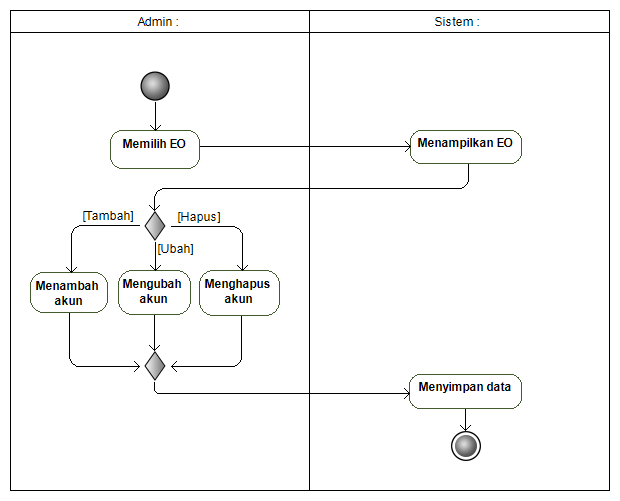 Admin :
Sistem :
Memilih EO
Menampilkan EO
[Tambah]
[Hapus]
[Ubah]
Menambah
akun
Mengubah
akun
Menghapus
akun
Menyimpan data